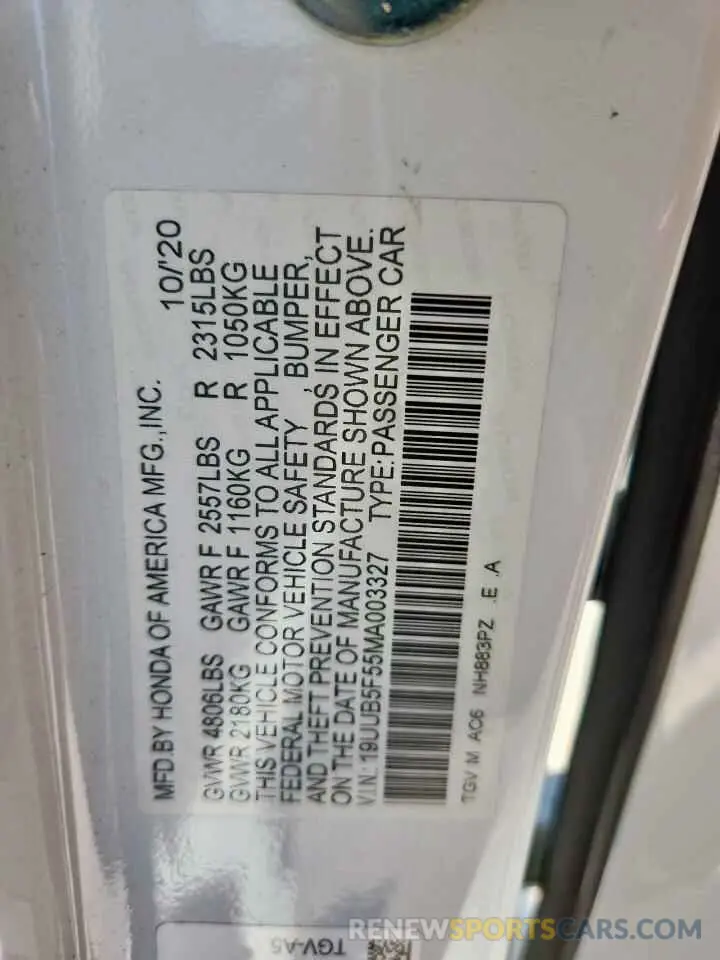 MFD.BY HONDA OF AMERICA MFG.,INC. 10/'20
GVWR 4806LBS GAWR F 2557LBS R 2315LBS
GVWR 2180KG GAWR F 1160KG R 1050KG
THIS VEHICLE CONFORMS TO ALL APPLICABLE
FEDERAL MOTOR VEHICLE SAFETY , BUMPER,
AND THEFT PREVENTION STANDARDS IN EFFECT
ON THE DATE OF MANUFACTURE SHOWN ABOVE.
V.I.N.: 19UUB5F55MA003327 TYPE: PASSENGER CAR
TGV M AC6 NH883PZ .E .A
TGV-A5
RENEWSPORTSCARS.COM